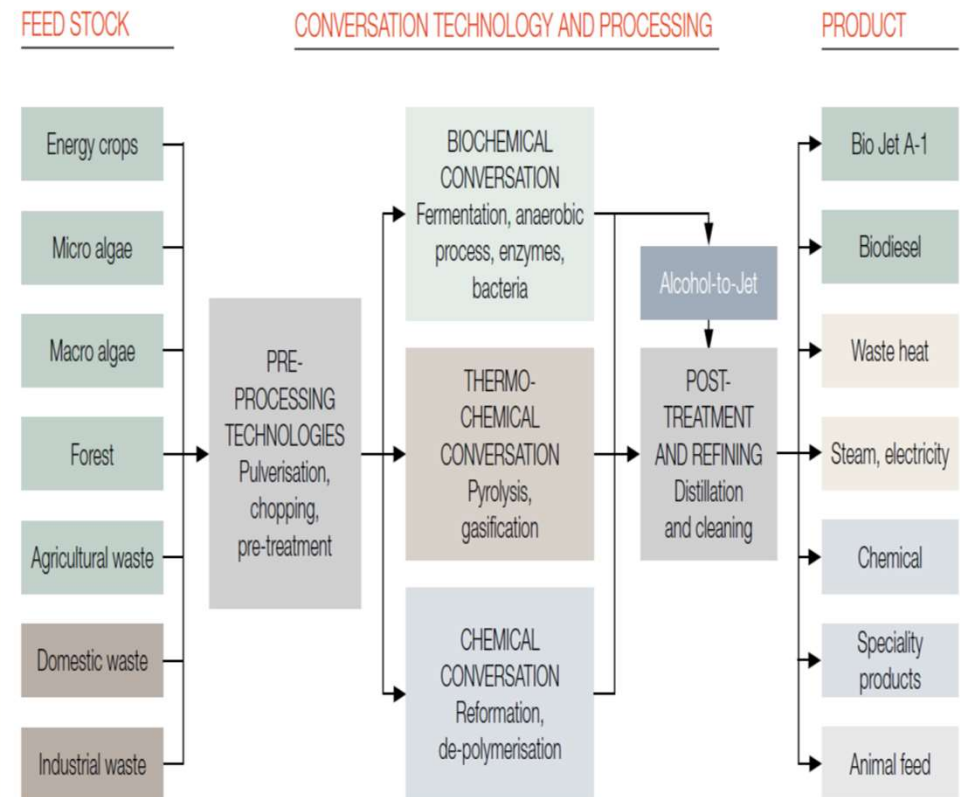 FEED STOCK
CONVERSATION TECHNOLOGY AND PROCESSING
PRODUCT
Energy crops
Micro algae
Macro algae
Forest
Agricultural waste
Domestic waste
Industrial waste
PRE-
PROCESSING
TECHNOLOGIES
Pulverisation,
chopping,
pre-treatment
BIOCHEMICAL
CONVERSATION
Fermentation, anaerobic
process, enzymes,
bacteria
THERMO-
CHEMICAL
CONVERSATION
Pyrolysis,
gasification
CHEMICAL
CONVERSATION
Reformation,
de-polymerisation
Alcohol-to-Jet
POST-
TREATMENT
AND REFINING
Distillation
and cleaning
Bio Jet A-1
Biodiesel
Waste heat
Steam, electricity
Chemical
Speciality
products
Animal feed